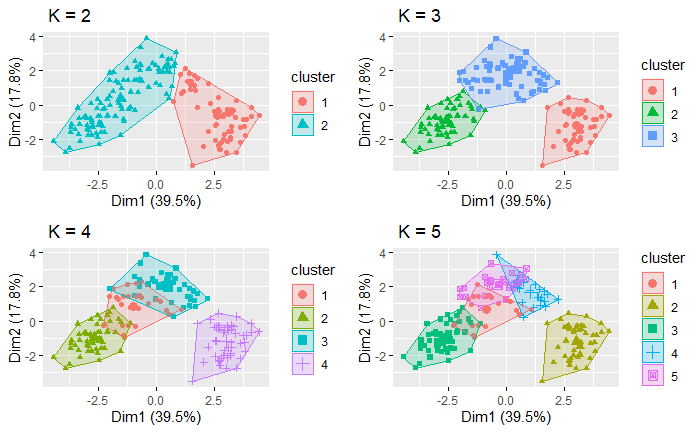 K = 2
4
2
0
-2
Dim2 (17.8%)
-2.5 0.0 2.5
Dim1 (39.5%)
cluster
1
2
K = 3
4
2
0
-2
Dim2 (17.8%)
-2.5 0.0 2.5
Dim1 (39.5%)
cluster
1
2
3
K = 4
4
2
0
-2
Dim2 (17.8%)
-2.5 0.0 2.5
Dim1 (39.5%)
cluster
1
2
3
4
K = 5
4
2
0
-2
Dim2 (17.8%)
-2.5 0.0 2.5
Dim1 (39.5%)
cluster
1
2
3
4
5